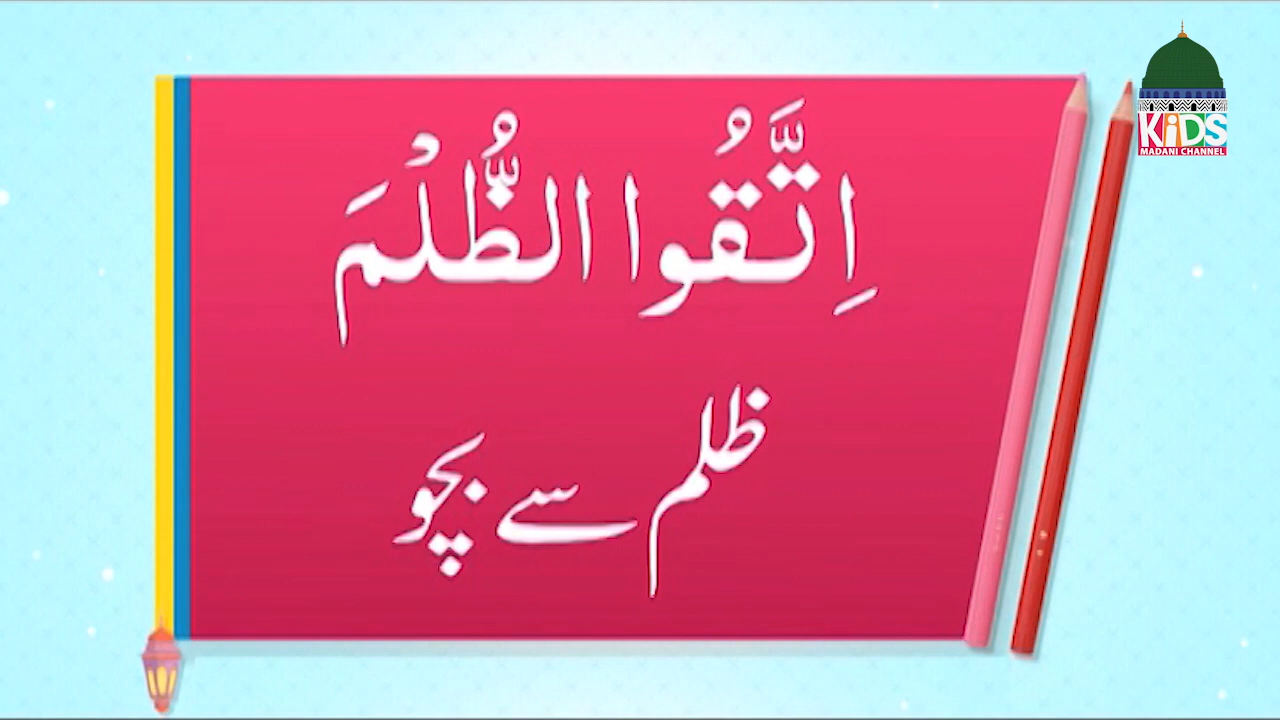 اِتَّقُوا الظُّلْمَ
ظلم سے بچو
KiDS
MADANI CHANNEL